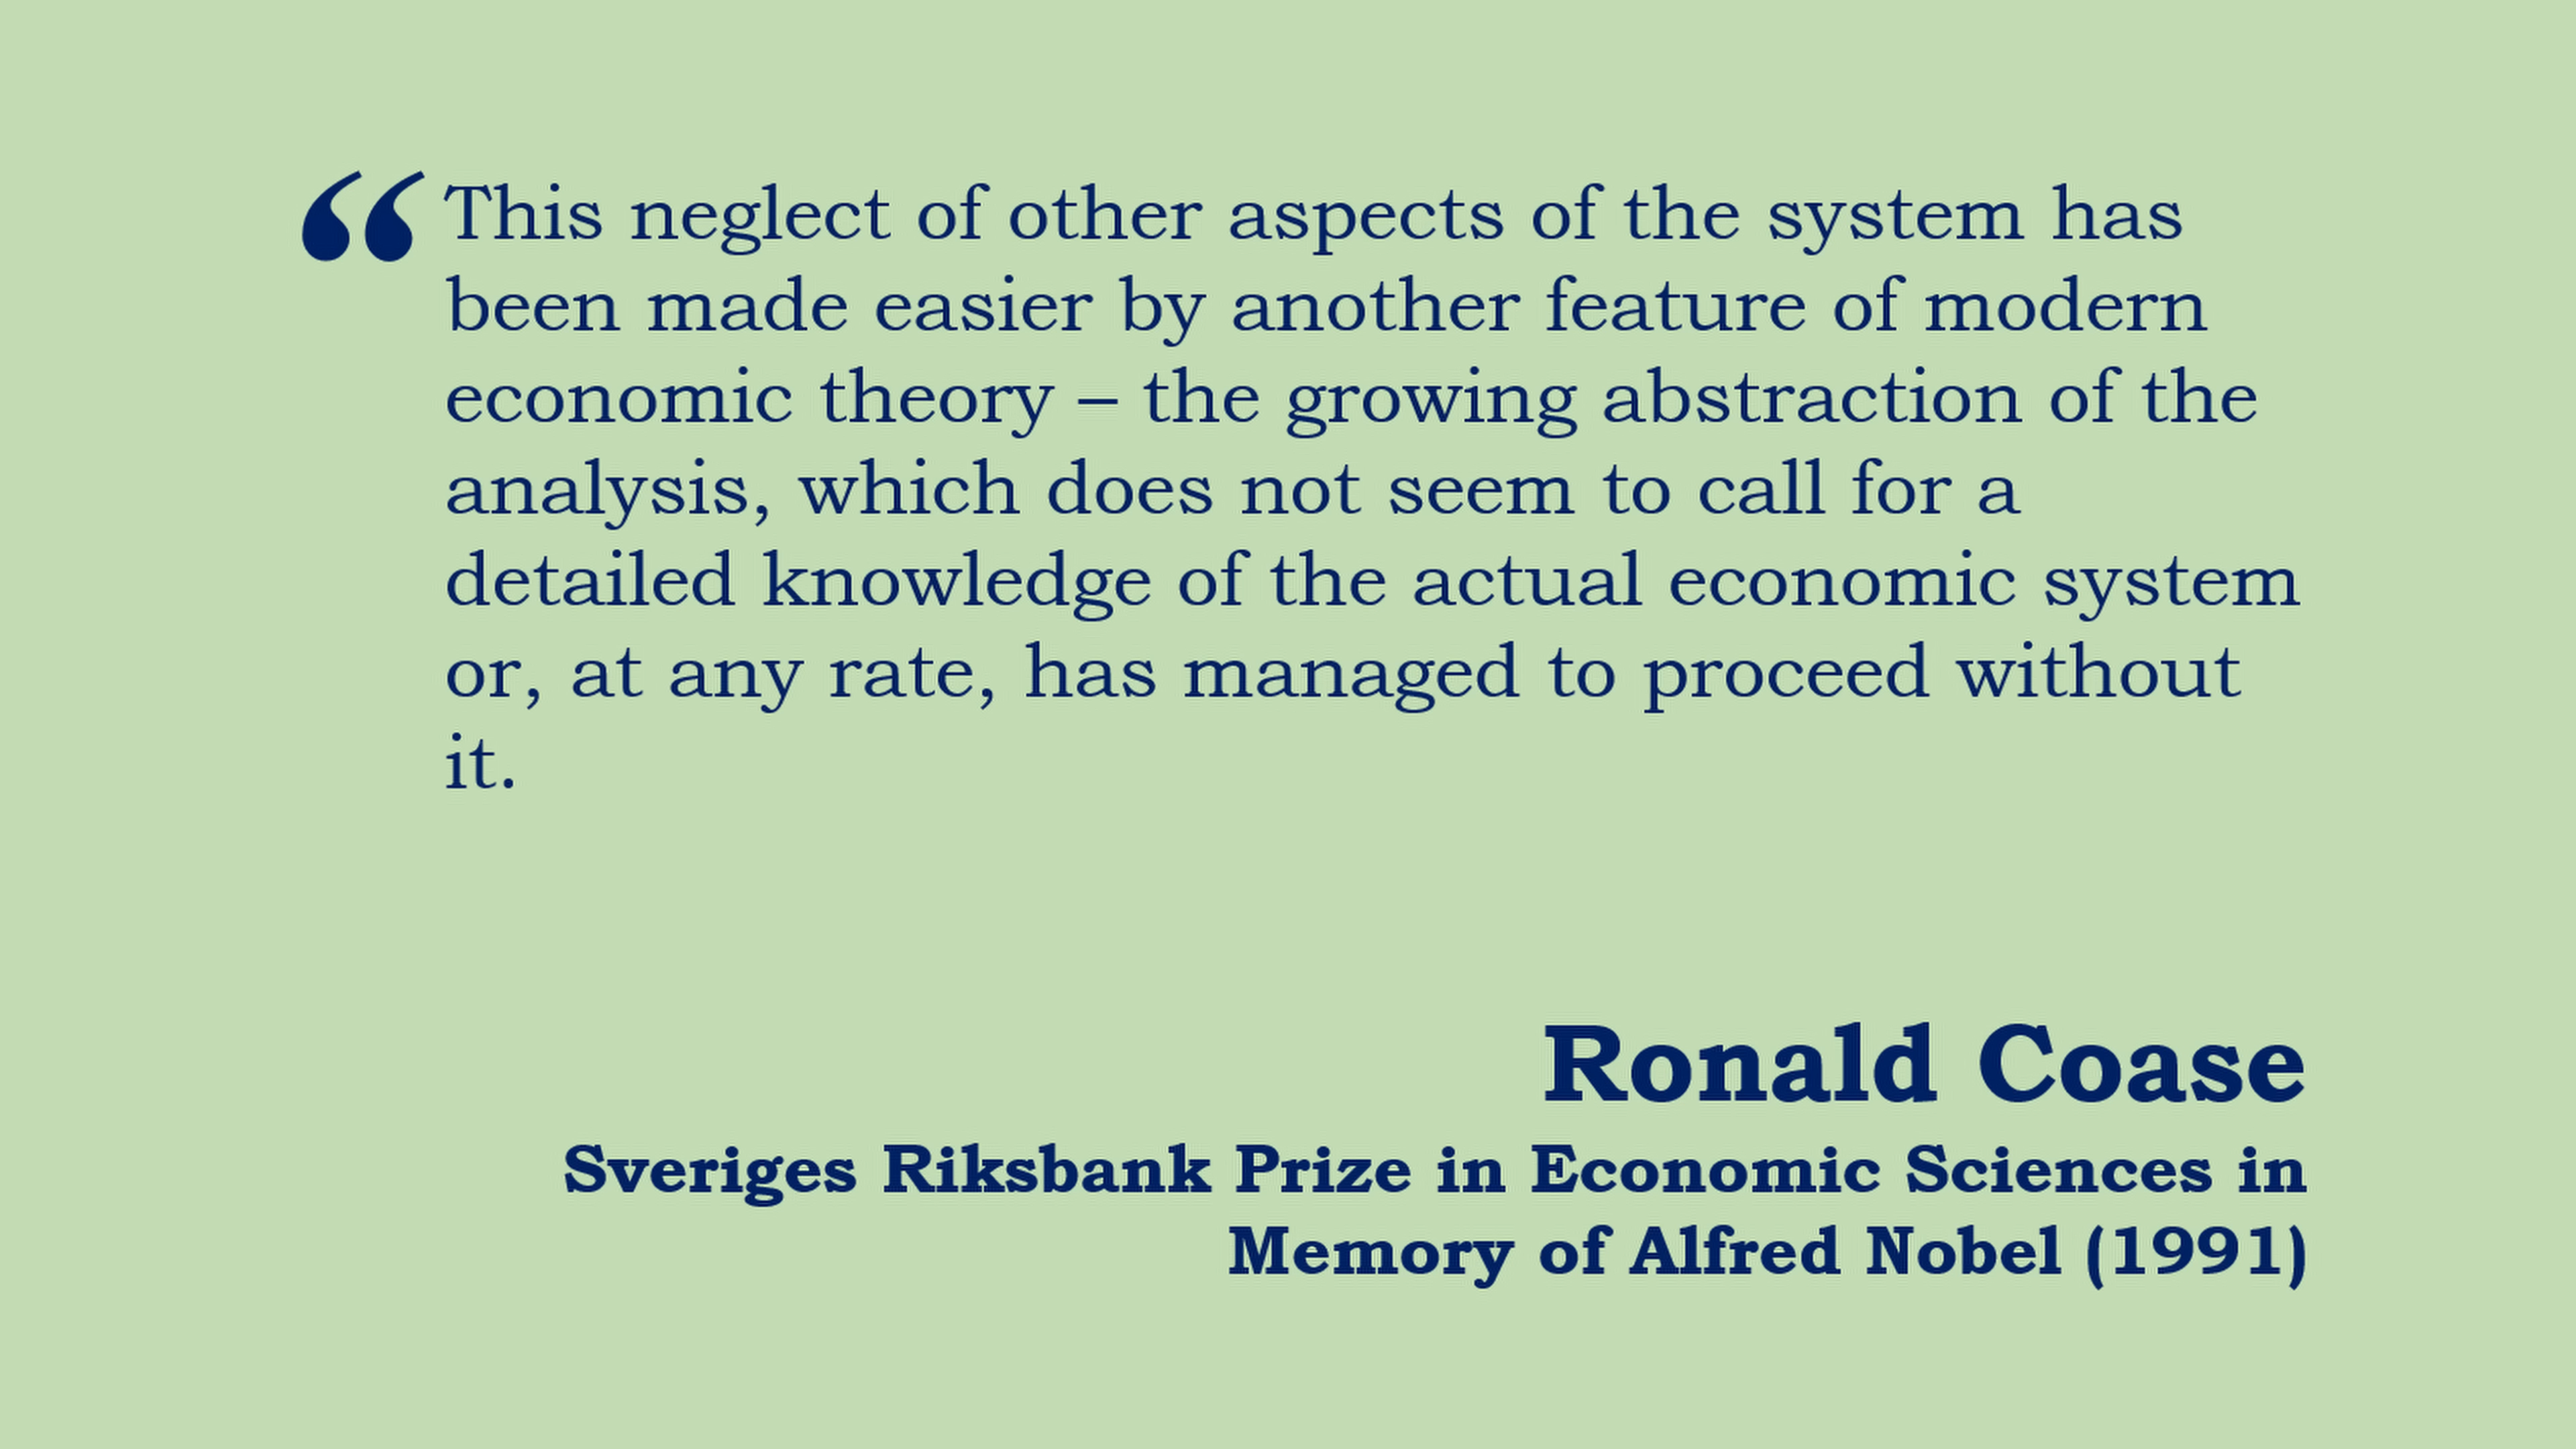 “This neglect of other aspects of the system has
been made easier by another feature of modern
economic theory – the growing abstraction of the
analysis, which does not seem to call for a
detailed knowledge of the actual economic system
or, at any rate, has managed to proceed without
it.
Ronald Coase
Sveriges Riksbank Prize in Economic Sciences in
Memory of Alfred Nobel (1991)